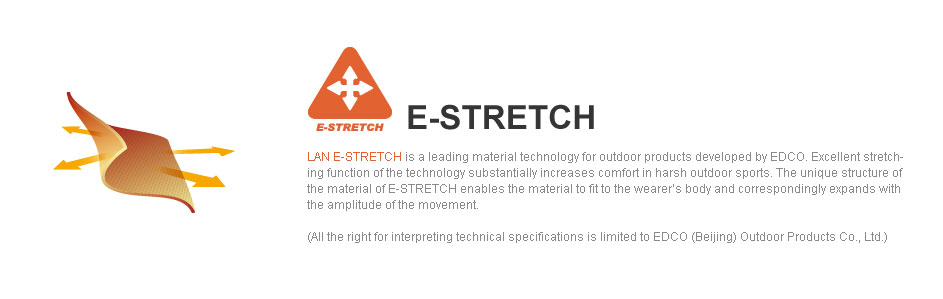 E-STRETCH
E-STRETCH
LAN E-STRETCH is a leading material technology for outdoor products developed by EDCO. Excellent stretch-
ing function of the technology substantially increases comfort in harsh outdoor sports. The unique structure of
the material of E-STRETCH enables the material to fit to the wearer's body and correspondingly expands with
the amplitude of the movement.
(All the right for interpreting technical specifications is limited to EDCO (Beijing) Outdoor Products Co., Ltd.)